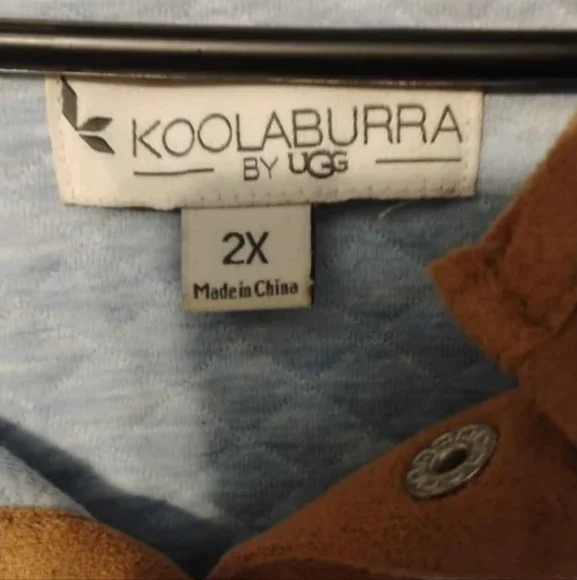 KOOLABURRA
BY UGG
2X
Made in China